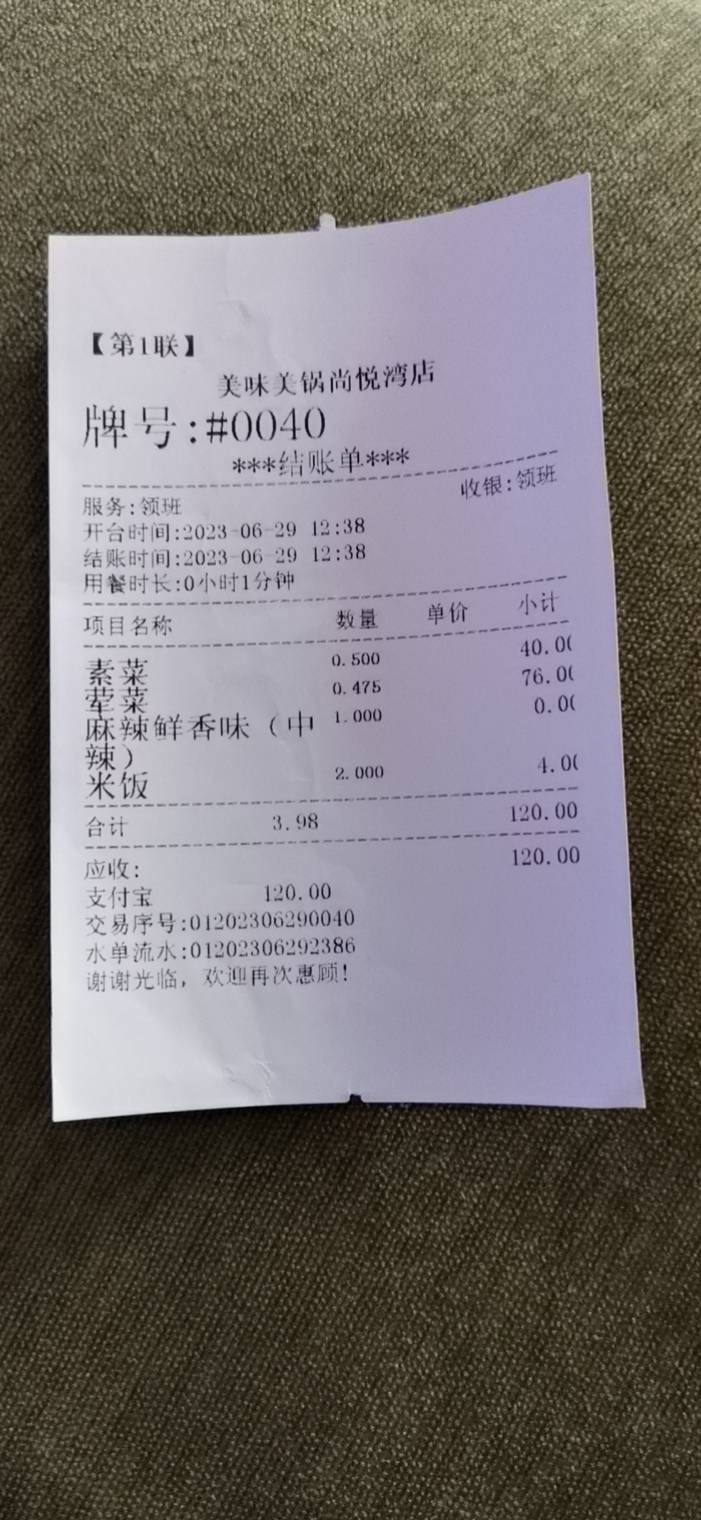 【第1联】
美味美锅尚悦湾店
牌号:#0040
***结账单***
服务:领班 收银:领班
开台时间:2023-06-29 12:38
结账时间:2023-06-29 12:38
用餐时长:0小时1分钟
项目名称 数量 单价 小计
素菜 0.500 40.00
荤菜 0.475 76.00
麻辣鲜香味（中 1.000 0.00
辣）
米饭 2.000 4.00
合计 3.98 120.00
应收: 120.00
支付宝 120.00
交易序号:01202306290040
水单流水:01202306292386
谢谢光临，欢迎再次惠顾!